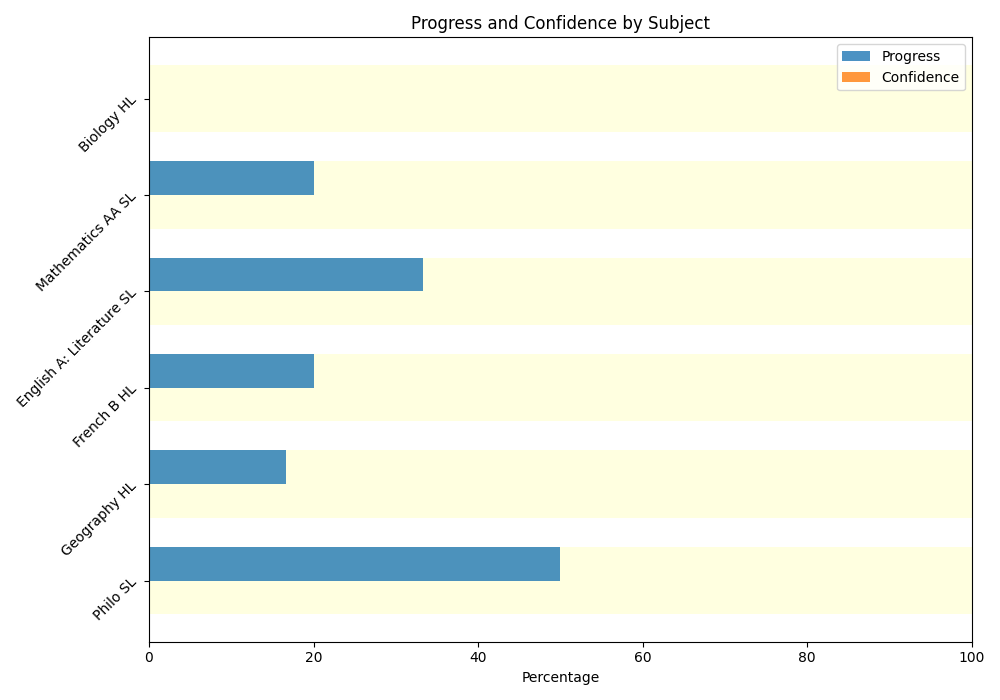 Progress and Confidence by Subject
Progress
Confidence
Biology HL
Mathematics AA SL
English A: Literature SL
French B HL
Geography HL
Philo SL
0 20 40 60 80 100
Percentage